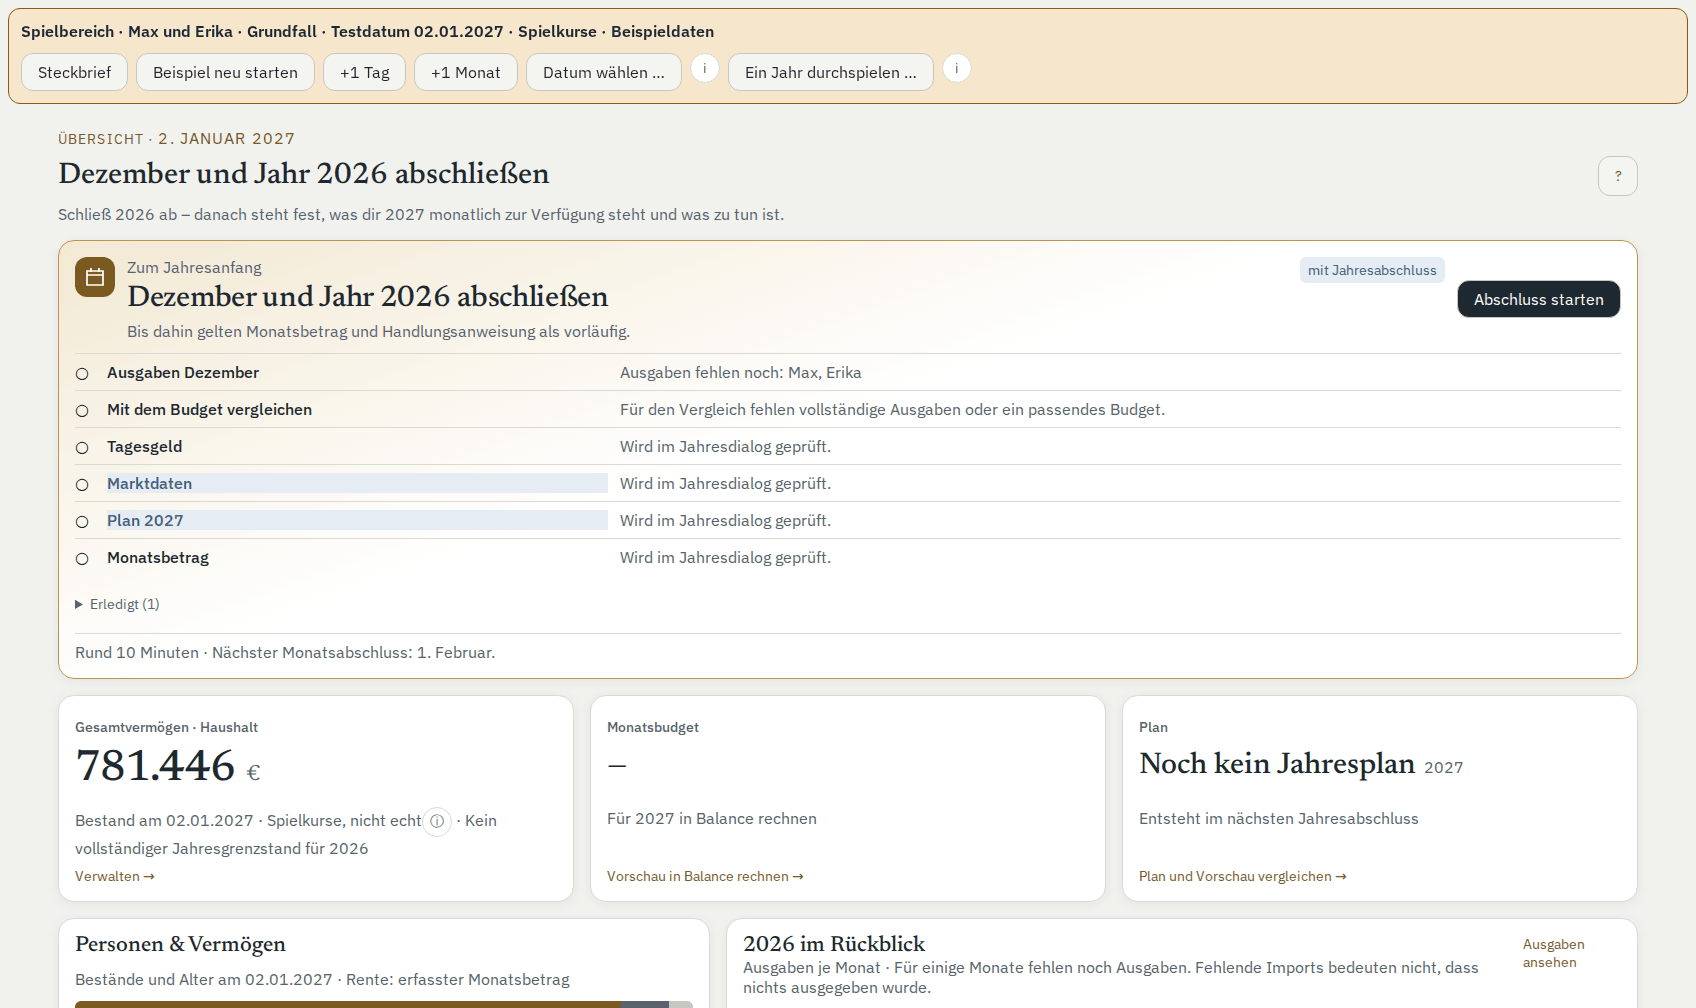 Spielbereich · Max und Erika · Grundfall · Testdatum 02.01.2027 · Spielkurse · Beispieldaten
Steckbrief Beispiel neu starten +1 Tag +1 Monat Datum wählen ... i Ein Jahr durchspielen ... i
ÜBERSICHT · 2. JANUAR 2027
Dezember und Jahr 2026 abschließen
?
Schließ 2026 ab – danach steht fest, was dir 2027 monatlich zur Verfügung steht und was zu tun ist.
Zum Jahresanfang
mit Jahresabschluss
Dezember und Jahr 2026 abschließen
Abschluss starten
Bis dahin gelten Monatsbetrag und Handlungsanweisung als vorläufig.
Ausgaben Dezember Ausgaben fehlen noch: Max, Erika
Mit dem Budget vergleichen Für den Vergleich fehlen vollständige Ausgaben oder ein passendes Budget.
Tagesgeld Wird im Jahresdialog geprüft.
Marktdaten Wird im Jahresdialog geprüft.
Plan 2027 Wird im Jahresdialog geprüft.
Monatsbetrag Wird im Jahresdialog geprüft.
▶ Erledigt (1)
Rund 10 Minuten · Nächster Monatsabschluss: 1. Februar.
Gesamtvermögen · Haushalt
781.446 €
Bestand am 02.01.2027 · Spielkurse, nicht echt ⓘ · Kein
vollständiger Jahresgrenzstand für 2026
Verwalten →
Monatsbudget
—
Für 2027 in Balance rechnen
Vorschau in Balance rechnen →
Plan
Noch kein Jahresplan 2027
Entsteht im nächsten Jahresabschluss
Plan und Vorschau vergleichen →
Personen & Vermögen
Bestände und Alter am 02.01.2027 · Rente: erfasster Monatsbetrag
2026 im Rückblick
Ausgaben je Monat · Für einige Monate fehlen noch Ausgaben. Fehlende Imports bedeuten nicht, dass
nichts ausgegeben wurde.
Ausgaben
ansehen